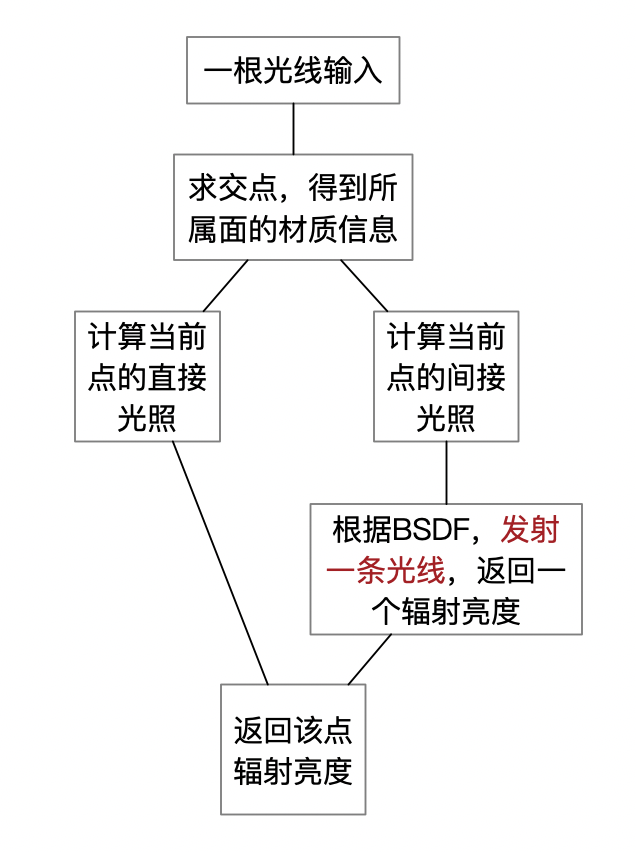 一根光线输入
求交点，得到所
属面的材质信息
计算当前
点的直接
光照
计算当前
点的间接
光照
根据BSDF，发射
一条光线，返回一
个辐射亮度
返回该点
辐射亮度